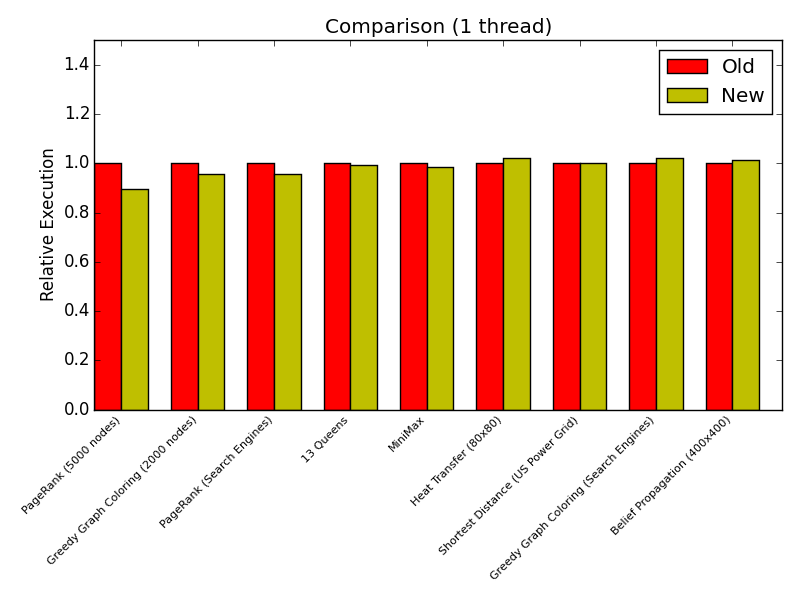 Comparison (1 thread)
Old
New
Relative Execution
1.4
1.2
1.0
0.8
0.6
0.4
0.2
0.0
PageRank (5000 nodes)
Greedy Graph Coloring (2000 nodes)
PageRank (Search Engines)
13 Queens
MiniMax
Heat Transfer (80x80)
Shortest Distance (US Power Grid)
Greedy Graph Coloring (Search Engines)
Belief Propagation (400x400)